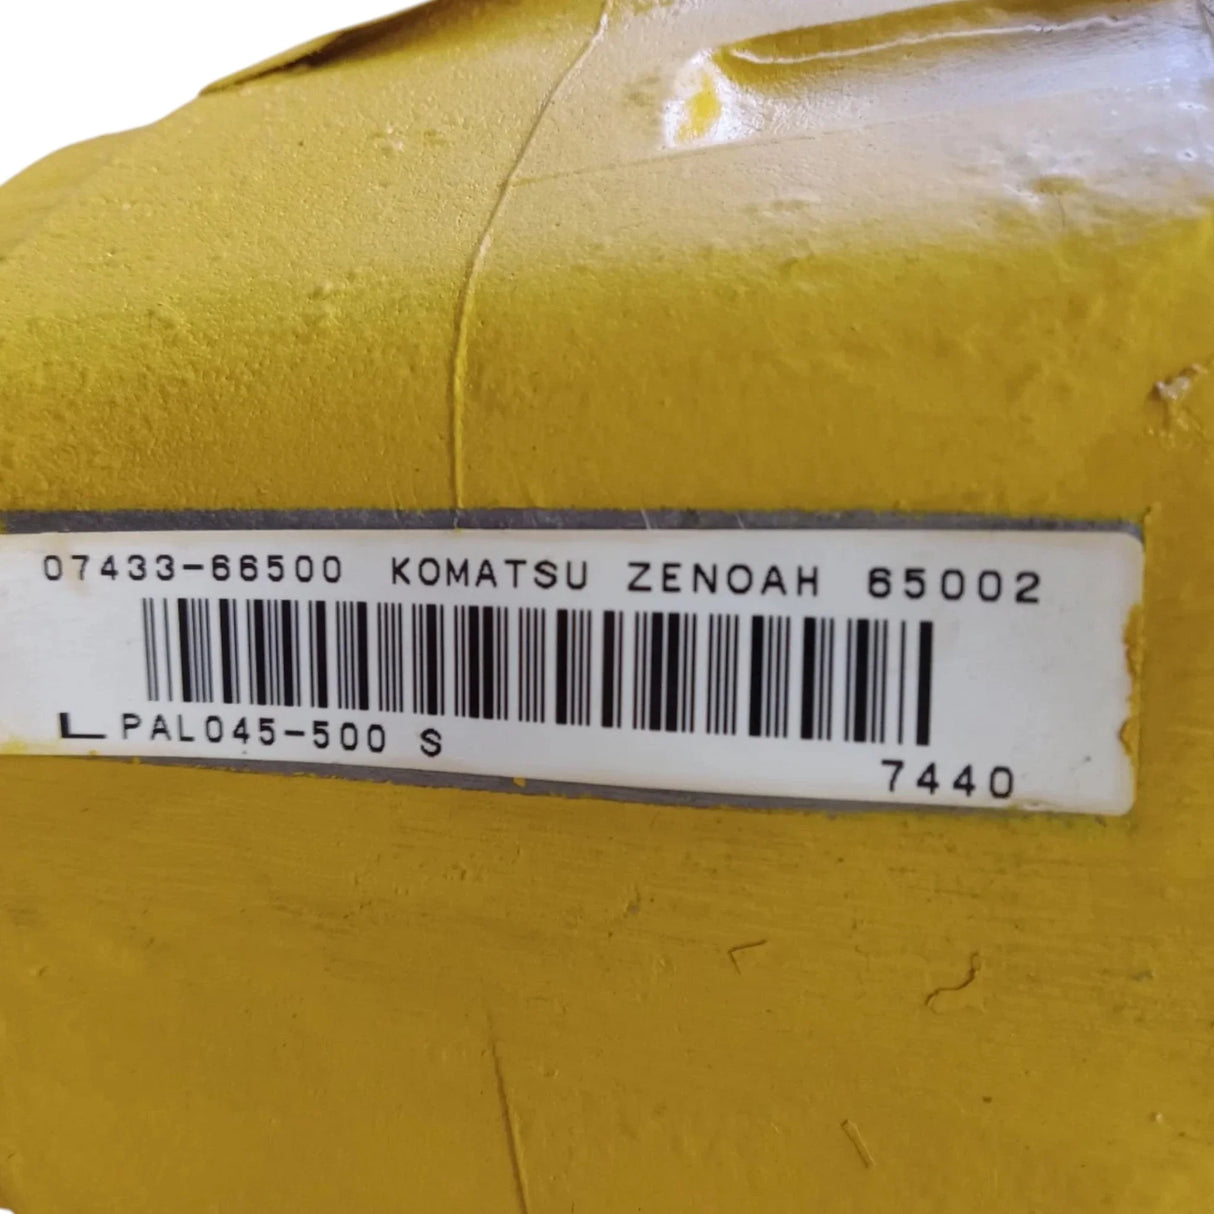 07433-66500 KOMATSU ZENOAH 65002
L PAL045-500 S
7440